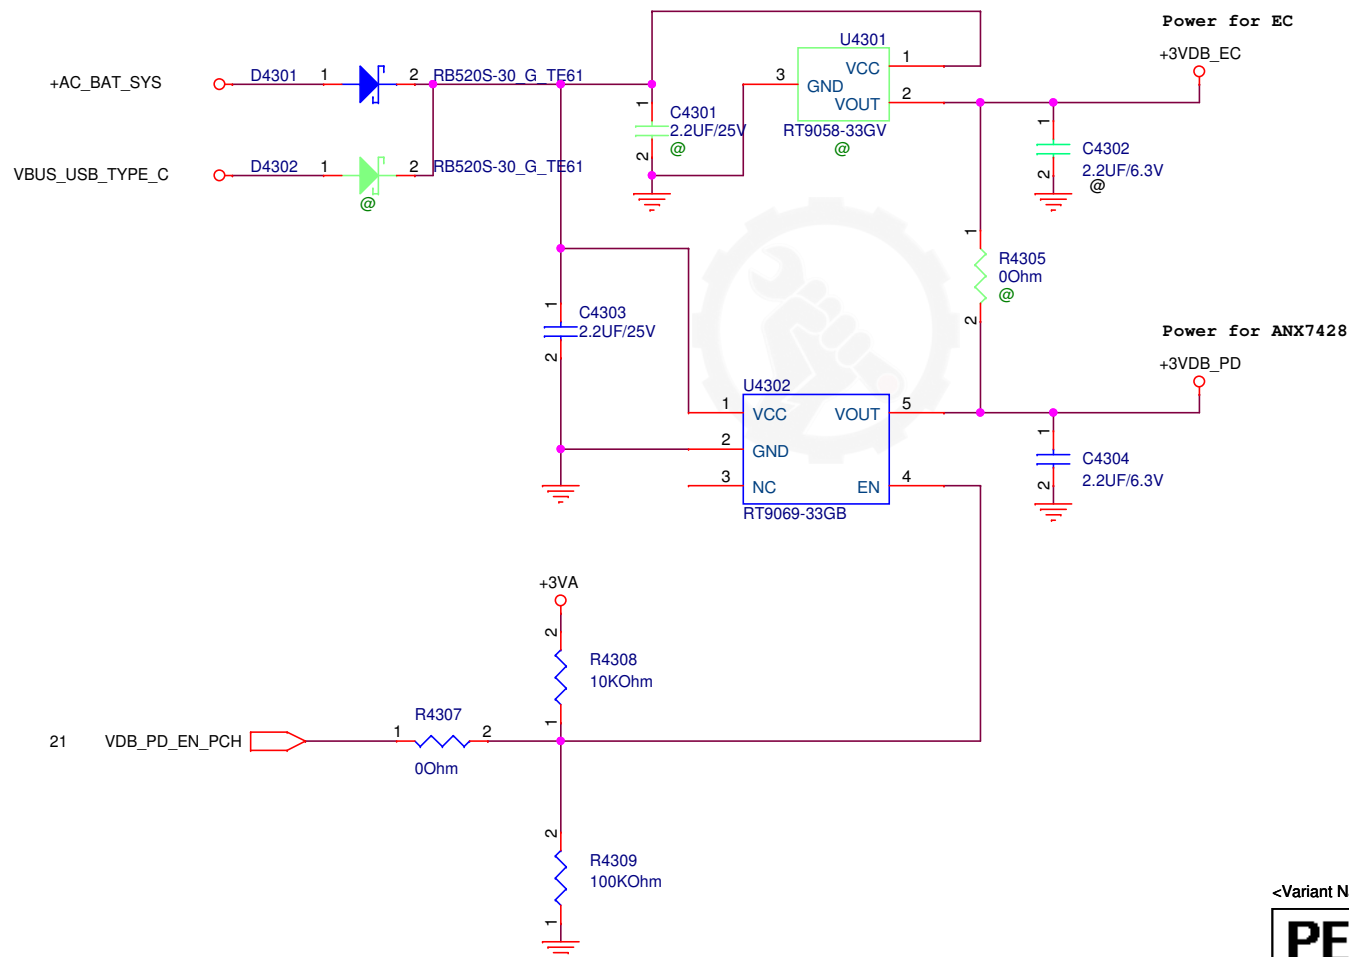 Power for EC
+3VDB_EC
+AC_BAT_SYS
D4301 1 2 RB520S-30_G_TE61
U4301
1 VCC
3 GND
2 VOUT
RT9058-33GV
@
1
C4301
2.2UF/25V
@
2
1
C4302
2.2UF/6.3V
@
2
VBUS_USB_TYPE_C
D4302 1 2 RB520S-30_G_TE61
@
1
R4305
0Ohm
@
2
1
C4303
2.2UF/25V
2
Power for ANX7428
+3VDB_PD
U4302
1 VCC VOUT 5
2 GND
3 NC EN 4
RT9069-33GB
1
C4304
2.2UF/6.3V
2
+3VA
2
R4308
10KOhm
1
21 VDB_PD_EN_PCH
R4307
1 2
0Ohm
2
R4309
100KOhm
1
<Variant N
PE